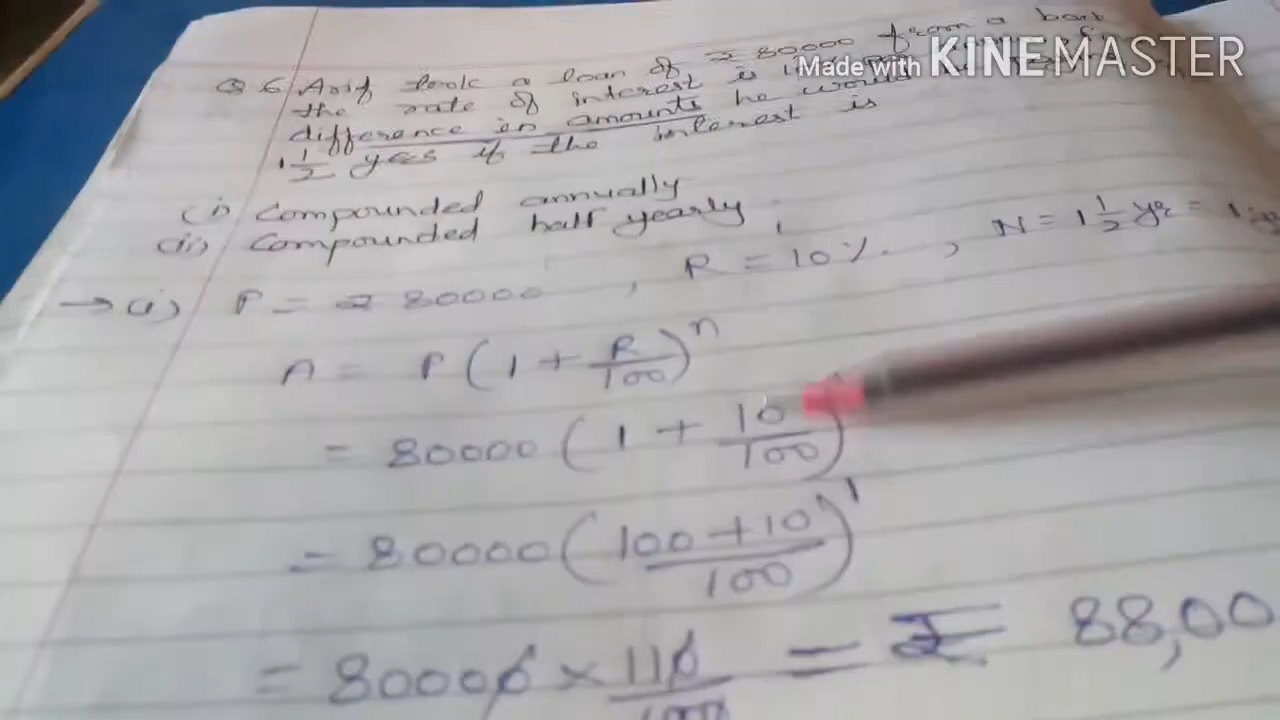 Made with KINEMASTER
Q 6. Arif took a loan of ₹ 80000 from a
the rate of interest is
difference in amounts he would
1 1/2 yrs if the interest is
(i) Compounded annually
(ii) Compounded half yearly.
→ (i) P = ₹ 80000 , R = 10 %. , N = 1 1/2 yr = 1
A = P ( 1 + R/100 )^n
= 80000 ( 1 + 10/100 )
= 80000 ( 100 + 10/100 )^1
= 80000 × 110/100 = ₹ 88,00